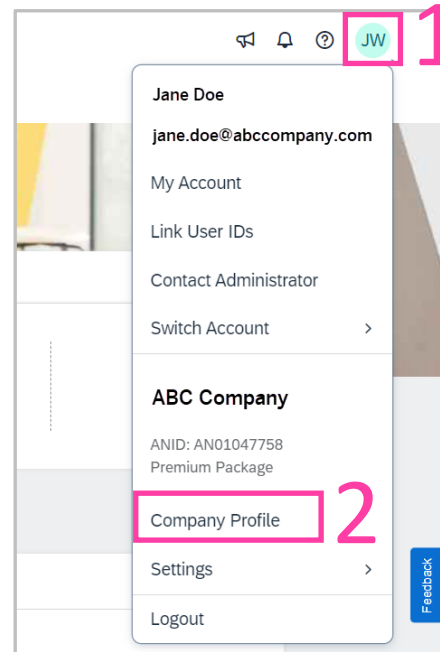 JW
1
Jane Doe
jane.doe@abccompany.com
My Account
Link User IDs
Contact Administrator
Switch Account
ABC Company
ANID: AN01047758
Premium Package
Company Profile
2
Settings
Feedback
Logout